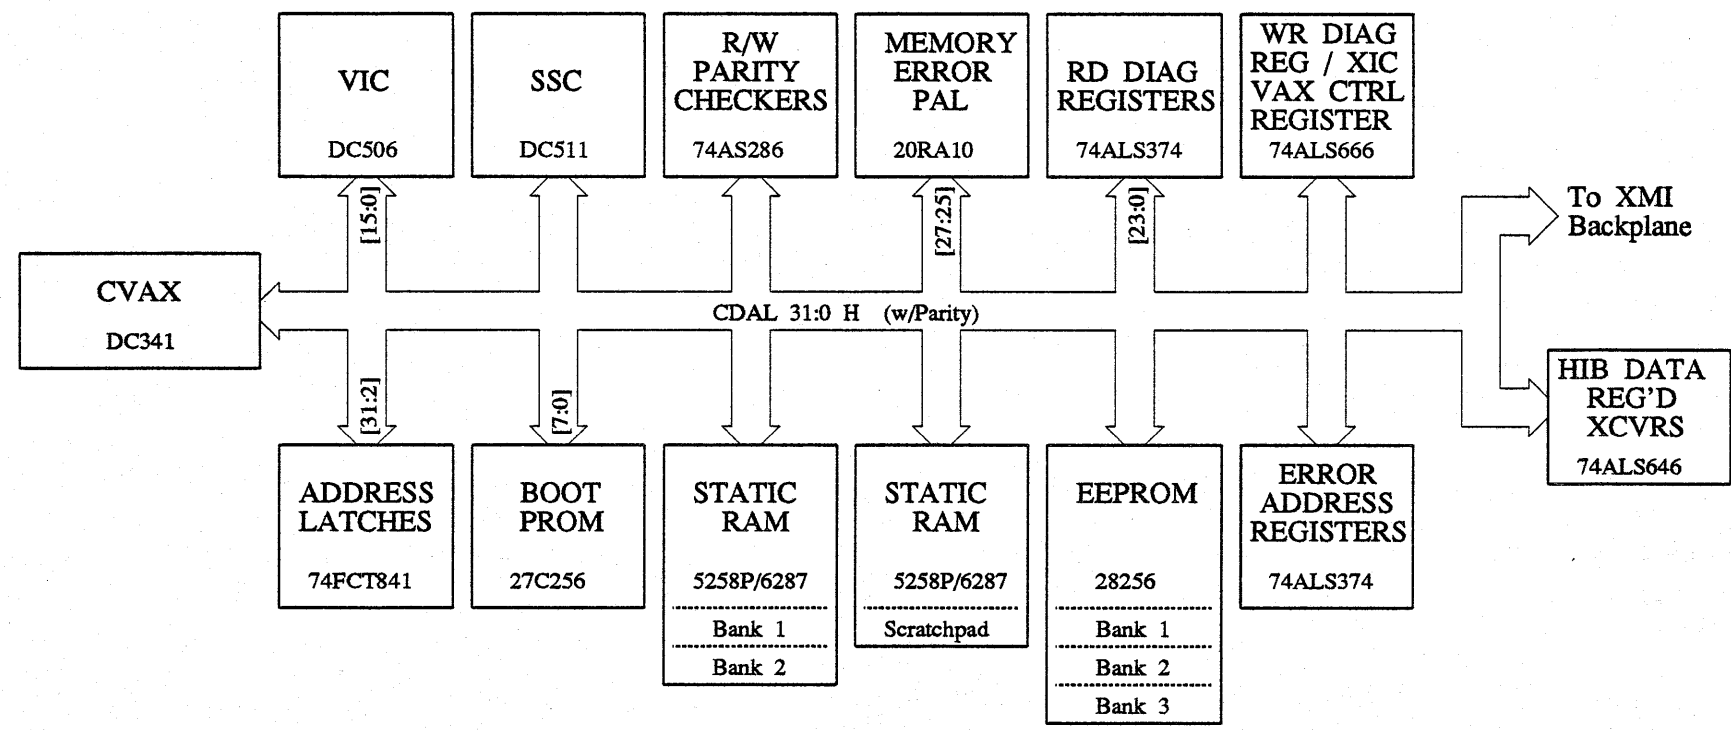 VIC
DC506
SSC
DC511
R/W
PARITY
CHECKERS
74AS286
MEMORY
ERROR
PAL
20RA10
RD DIAG
REGISTERS
74ALS374
WR DIAG
REG / XIC
VAX CTRL
REGISTER
74ALS666
[15:0]
[27:25]
[23:0]
To XMI
Backplane
CVAX
DC341
CDAL 31:0 H (w/Parity)
[31:2]
[7:0]
HIB DATA
REG'D
XCVRS
74ALS646
ADDRESS
LATCHES
74FCT841
BOOT
PROM
27C256
STATIC
RAM
5258P/6287
Bank 1
Bank 2
STATIC
RAM
5258P/6287
Scratchpad
EEPROM
28256
Bank 1
Bank 2
Bank 3
ERROR
ADDRESS
REGISTERS
74ALS374